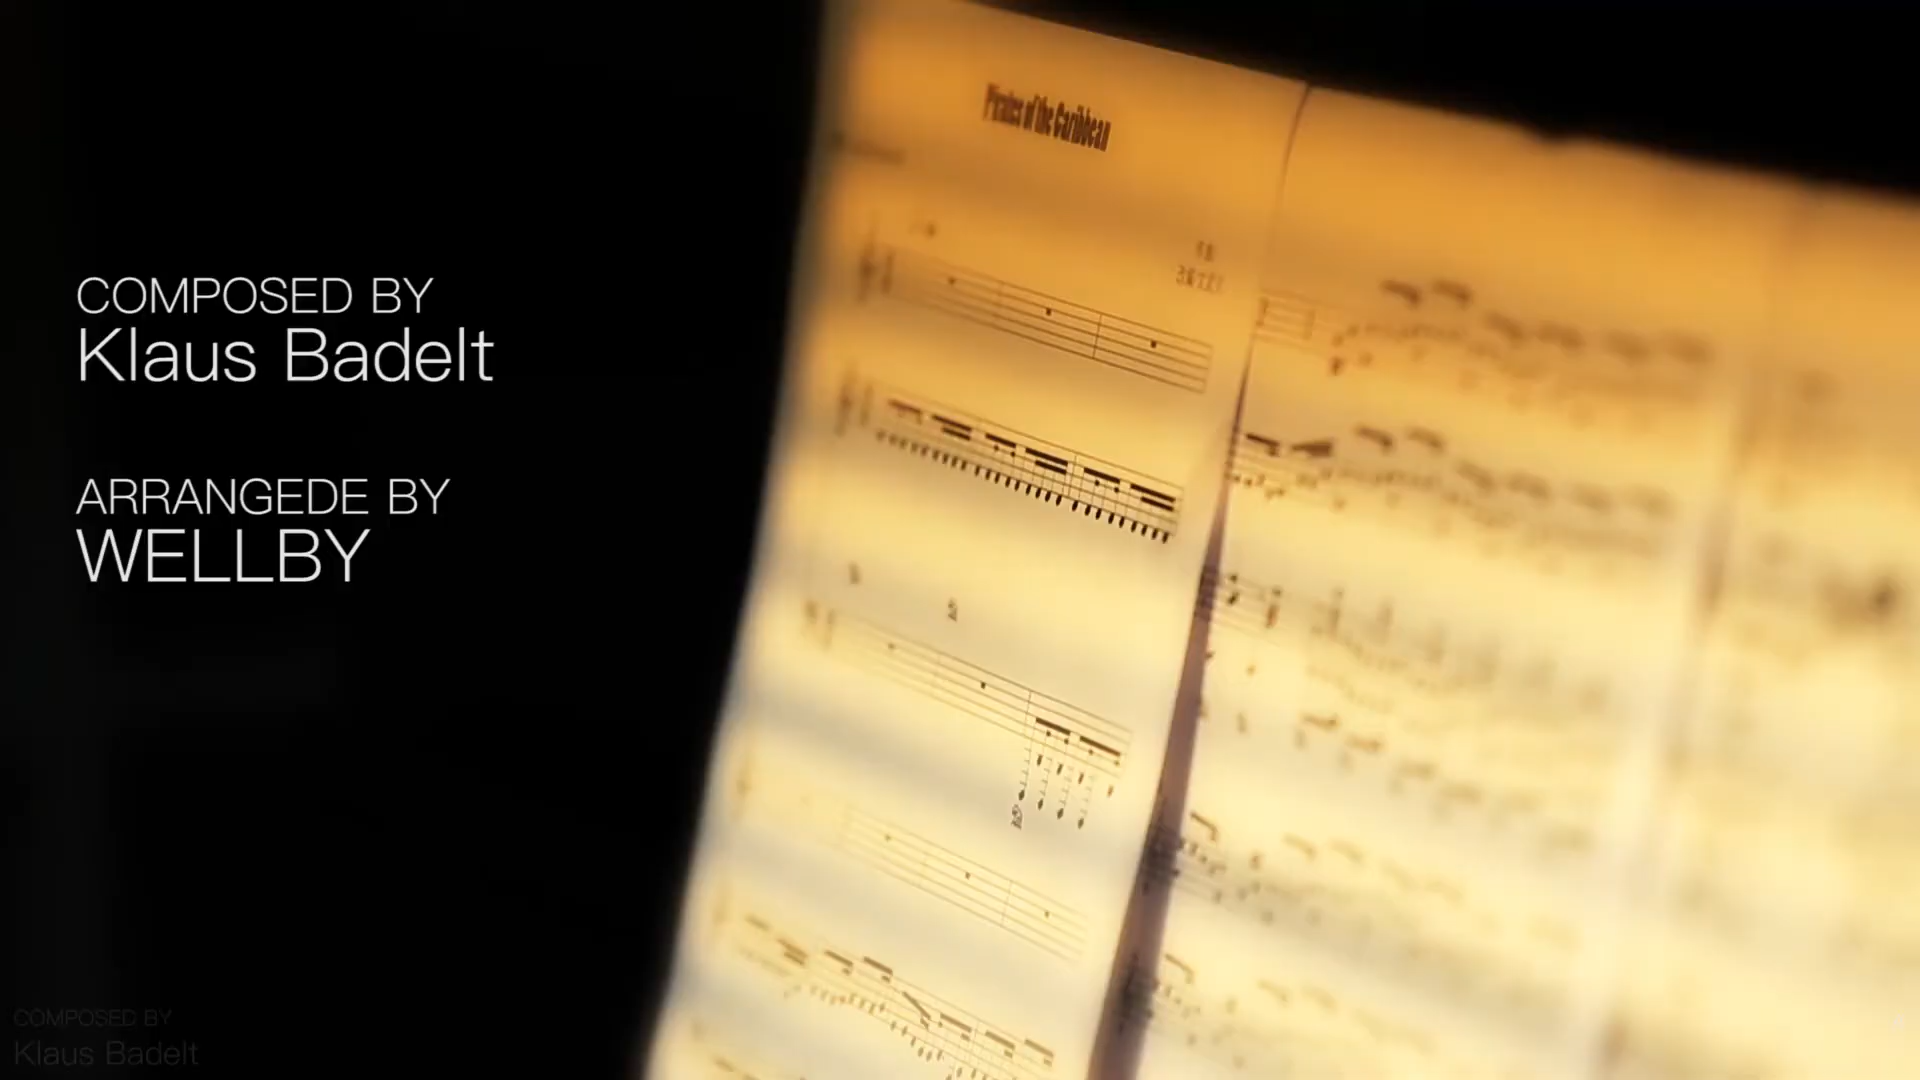 Pirates of the Caribbean
COMPOSED BY
Klaus Badelt
ARRANGEDE BY
WELLBY
COMPOSED BY
Klaus Badelt